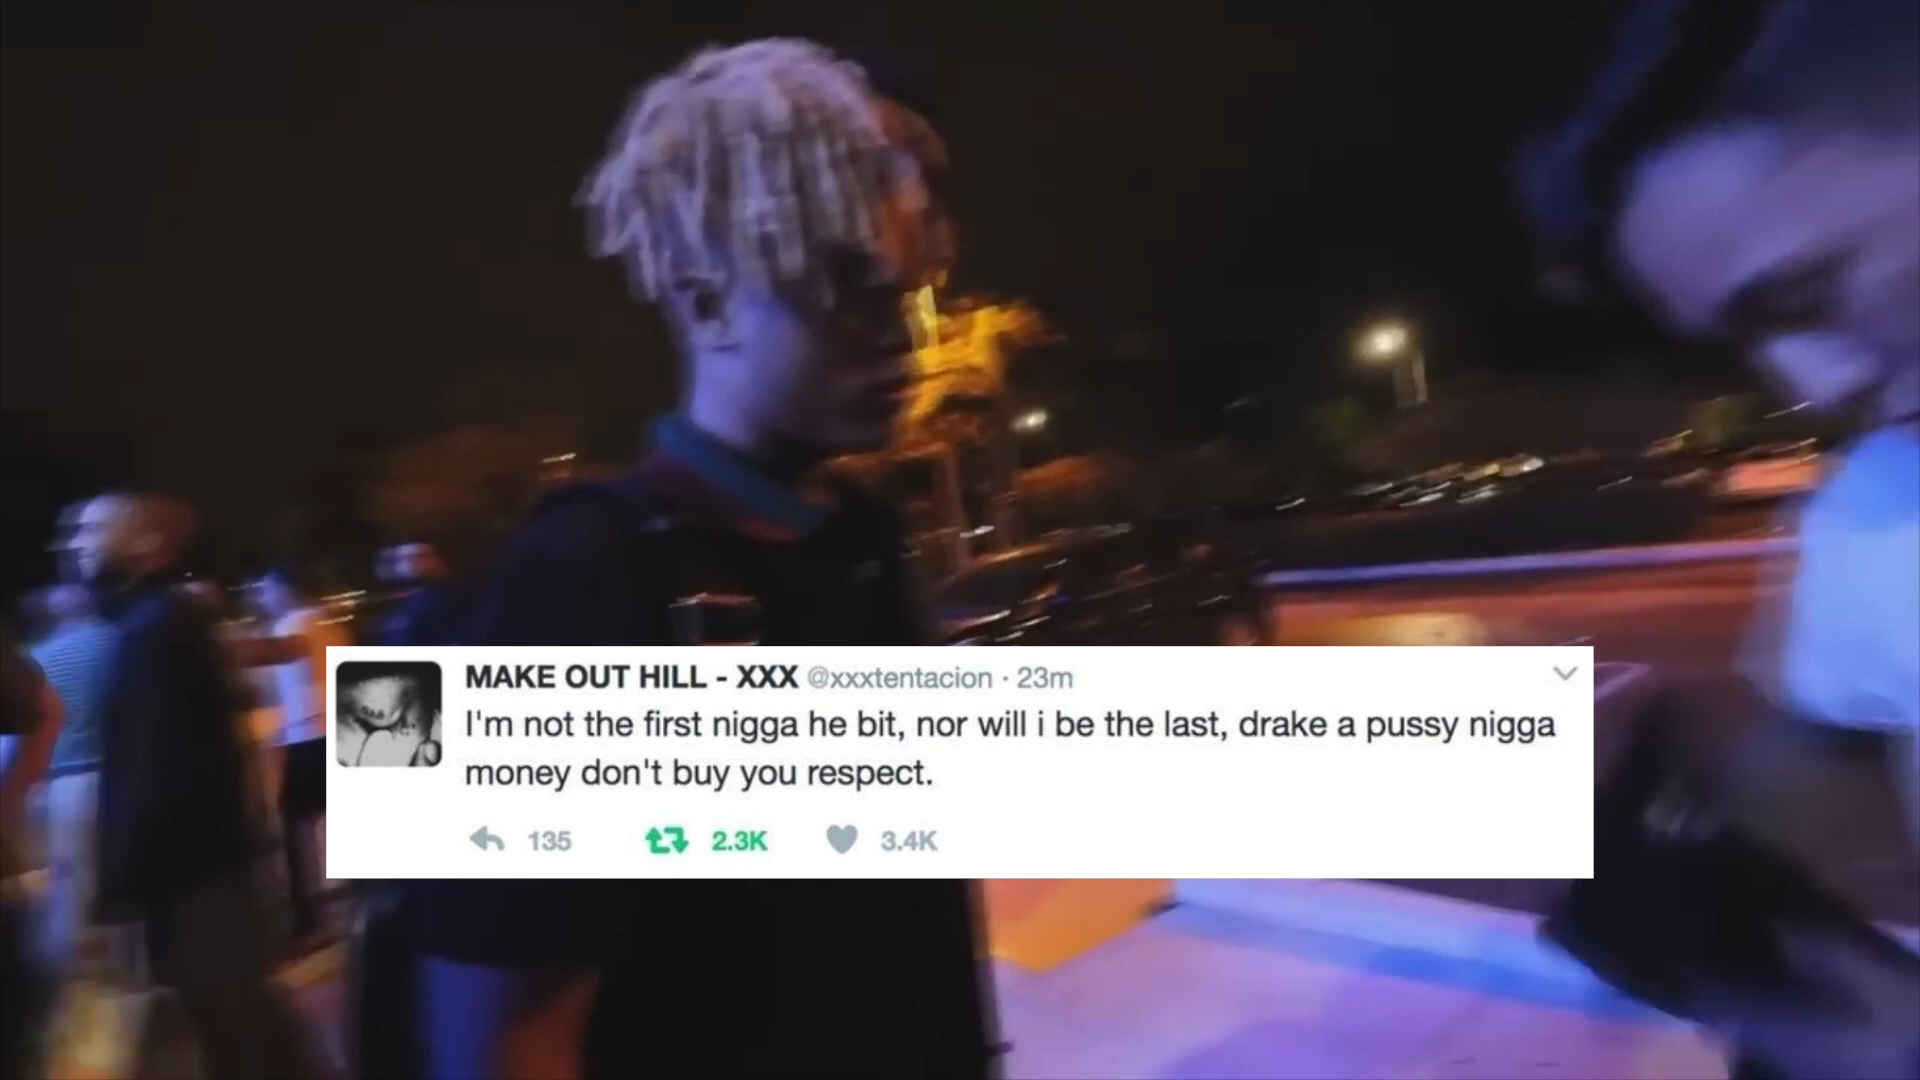 MAKE OUT HILL - XXX @xxxtentacion · 23m
I'm not the first nigga he bit, nor will i be the last, drake a pussy nigga
money don't buy you respect.
135 2.3K 3.4K